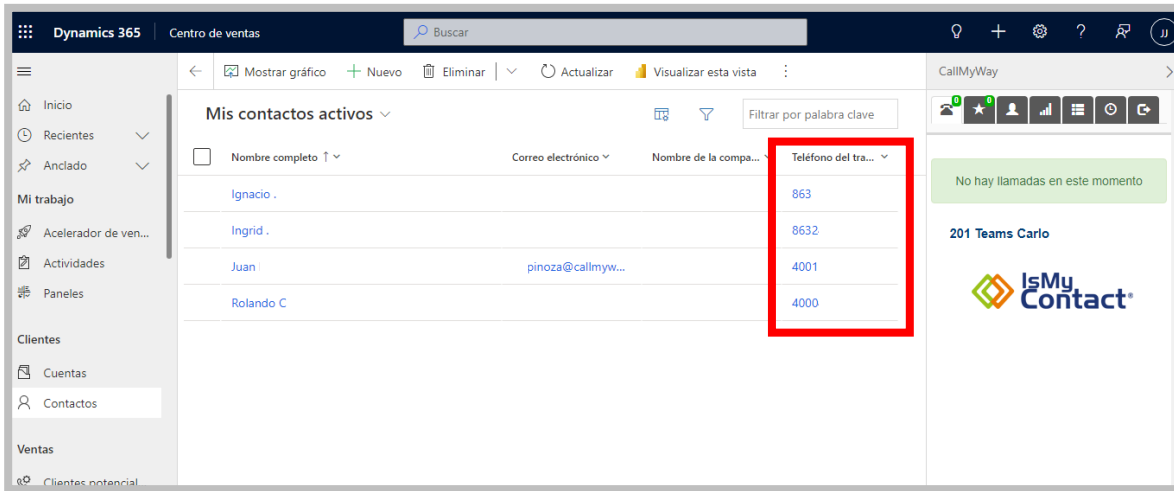 Dynamics 365 Centro de ventas Buscar JJ
Mostrar gráfico Nuevo Eliminar Actualizar Visualizar esta vista CallMyWay
Inicio
Recientes
Anclado
Mi trabajo
Acelerador de ven...
Actividades
Paneles
Clientes
Cuentas
Contactos
Ventas
Clientes potencial
Mis contactos activos Filtrar por palabra clave
Nombre completo Correo electrónico Nombre de la compa... Teléfono del tra...
Ignacio . 863
Ingrid . 8632
Juan pinoza@callmyw... 4001
Rolando C 4000
0 0
No hay llamadas en este momento
201 Teams Carlo
IsMy
Contact®